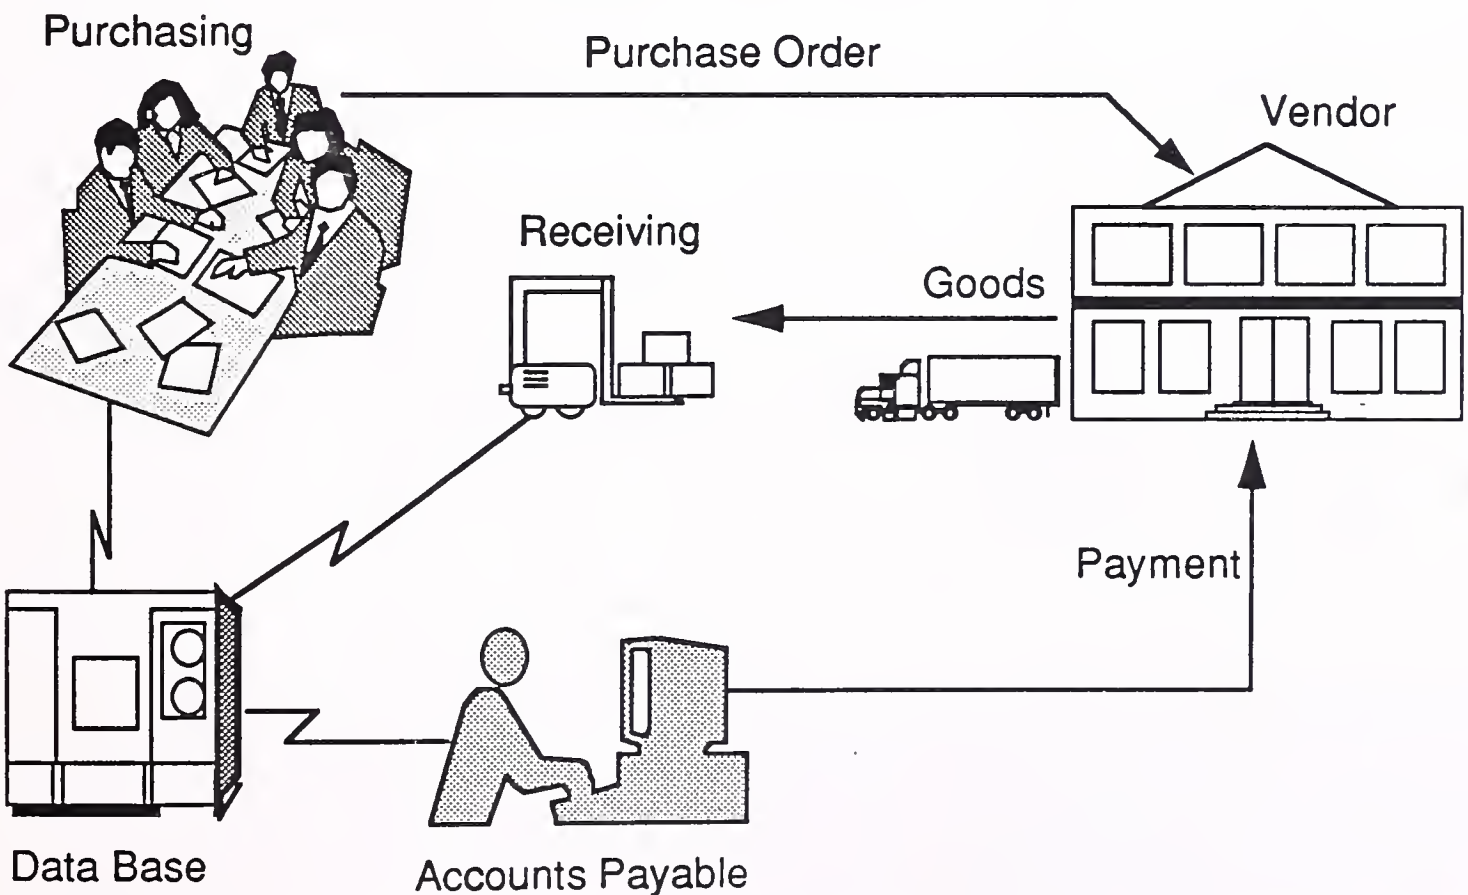 Purchasing
Purchase Order
Vendor
Receiving
Goods
Payment
Data Base
Accounts Payable